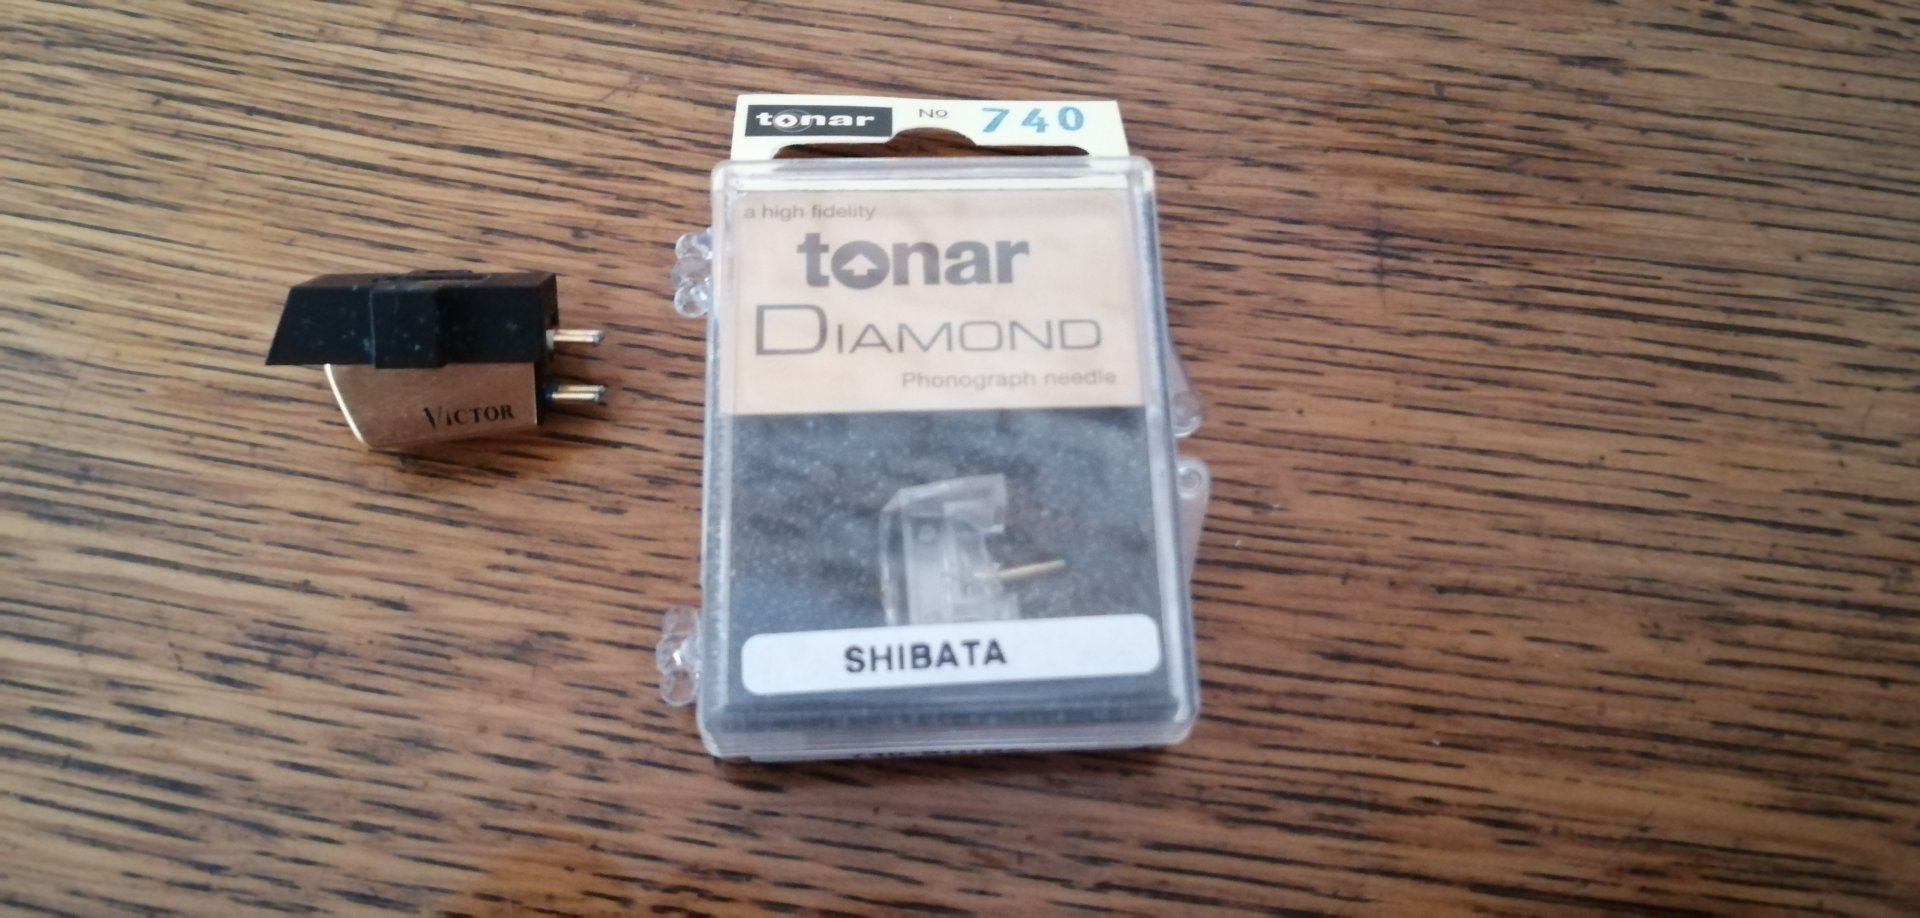 tonar No 740
a high fidelity
tonar
DIAMOND
Phonograph needle
VICTOR
SHIBATA